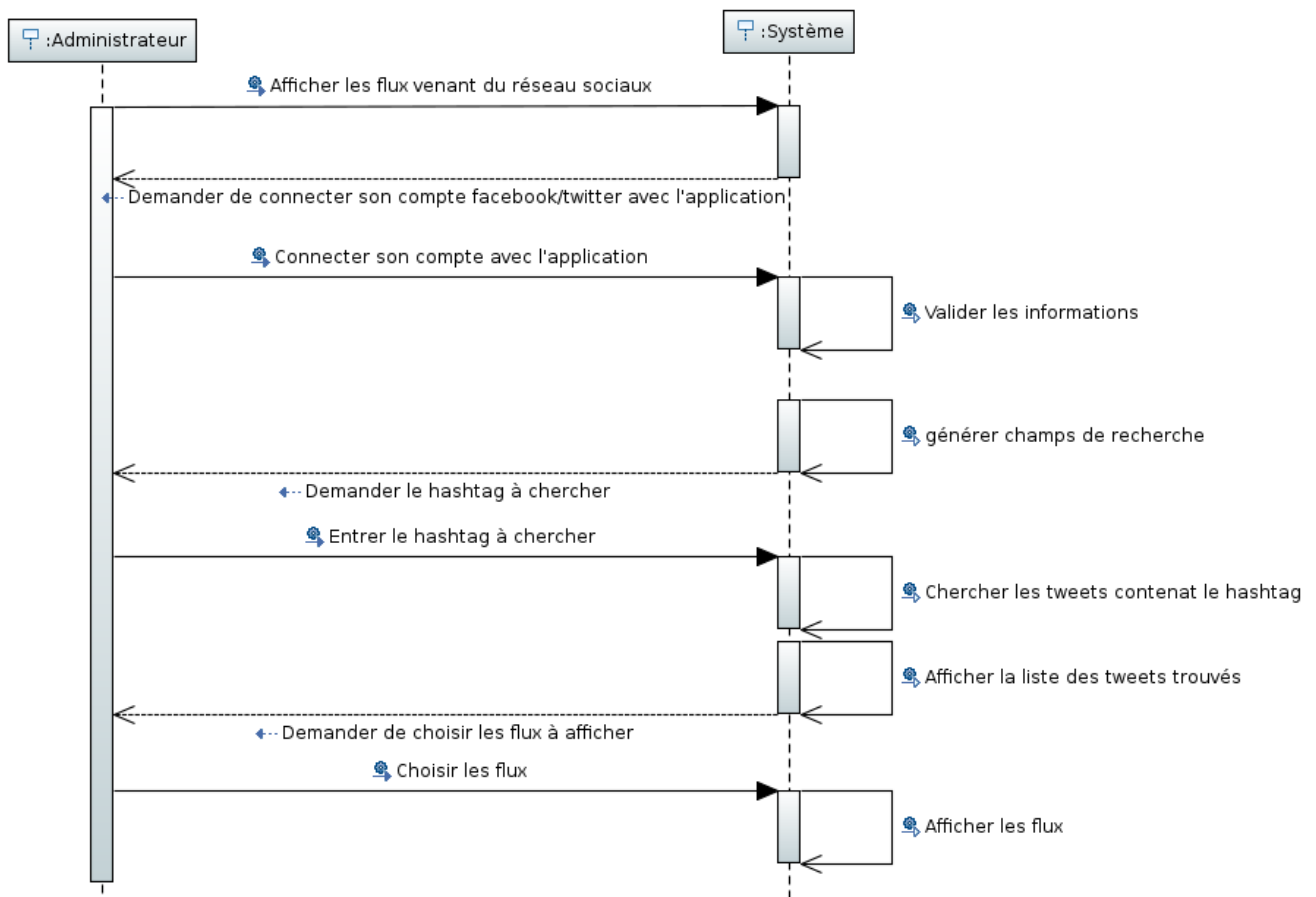 :Administrateur
:Système
Afficher les flux venant du réseau sociaux
Demander de connecter son compte facebook/twitter avec l'application
Connecter son compte avec l'application
Valider les informations
générer champs de recherche
Demander le hashtag à chercher
Entrer le hashtag à chercher
Chercher les tweets contenat le hashtag
Afficher la liste des tweets trouvés
Demander de choisir les flux à afficher
Choisir les flux
Afficher les flux